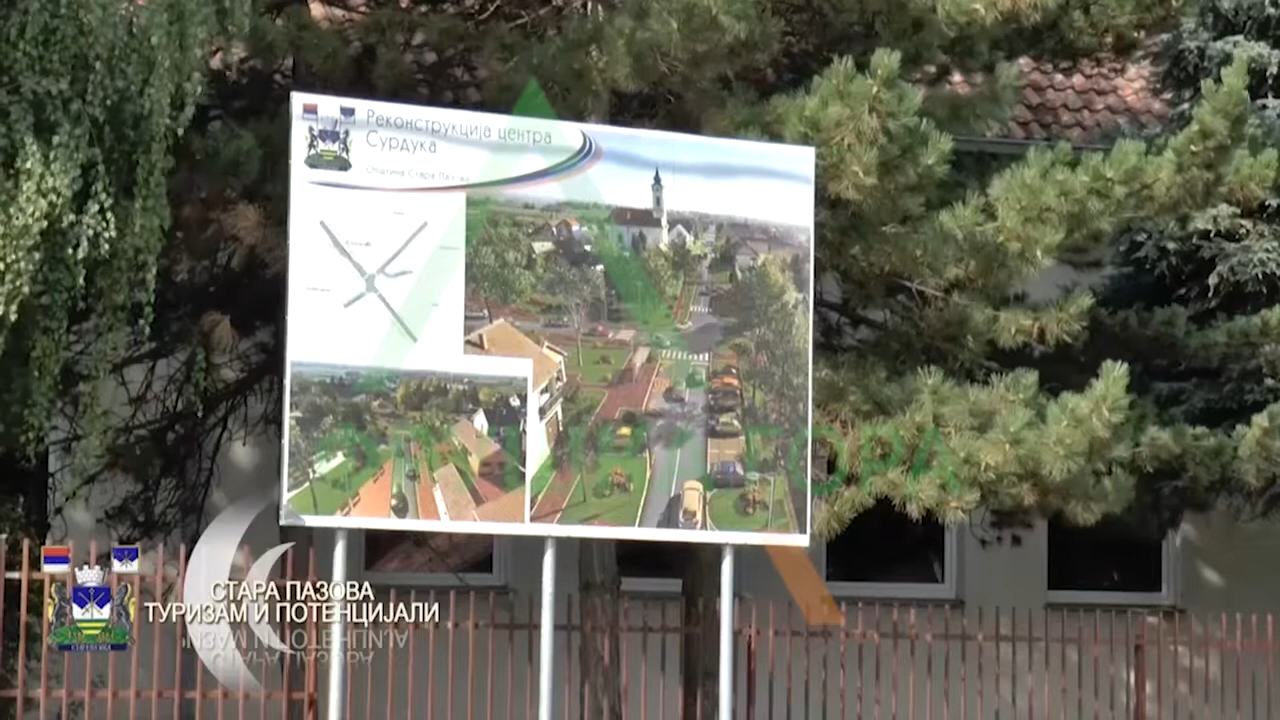 Реконструкција центра
Сурдука
Општина Стара Пазова
СТАРА ПАЗОВА
ТУРИЗАМ И ПОТЕНЦИЈАЛИ